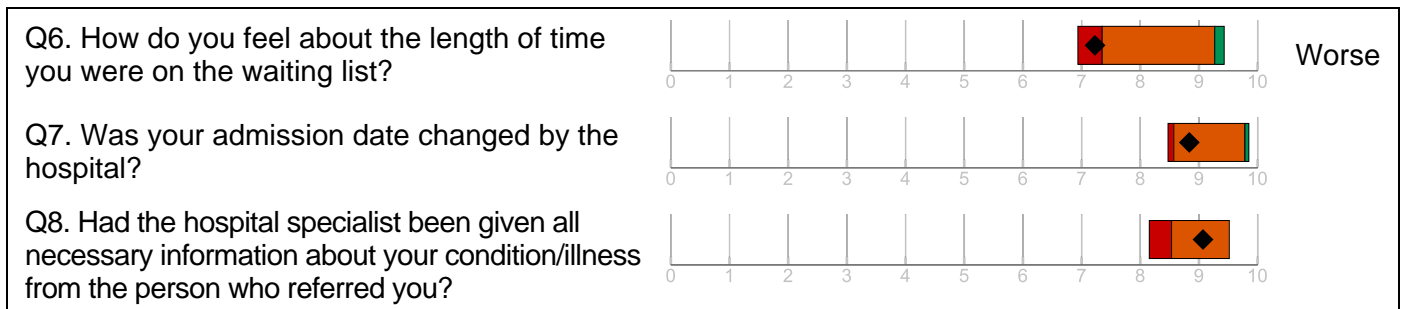 Q6. How do you feel about the length of time
you were on the waiting list?
Worse
0 1 2 3 4 5 6 7 8 9 10
Q7. Was your admission date changed by the
hospital?
0 1 2 3 4 5 6 7 8 9 10
Q8. Had the hospital specialist been given all
necessary information about your condition/illness
from the person who referred you?
0 1 2 3 4 5 6 7 8 9 10